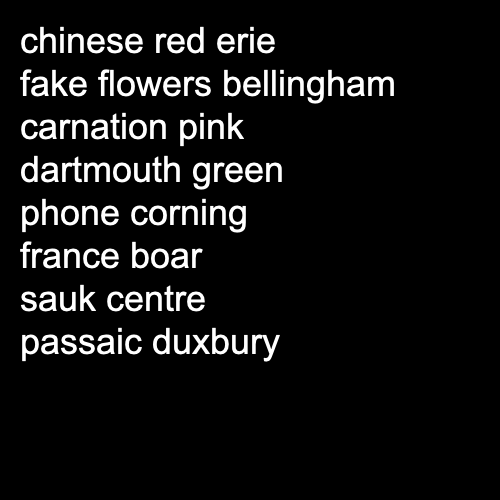 chinese red erie
fake flowers bellingham
carnation pink
dartmouth green
phone corning
france boar
sauk centre
passaic duxbury